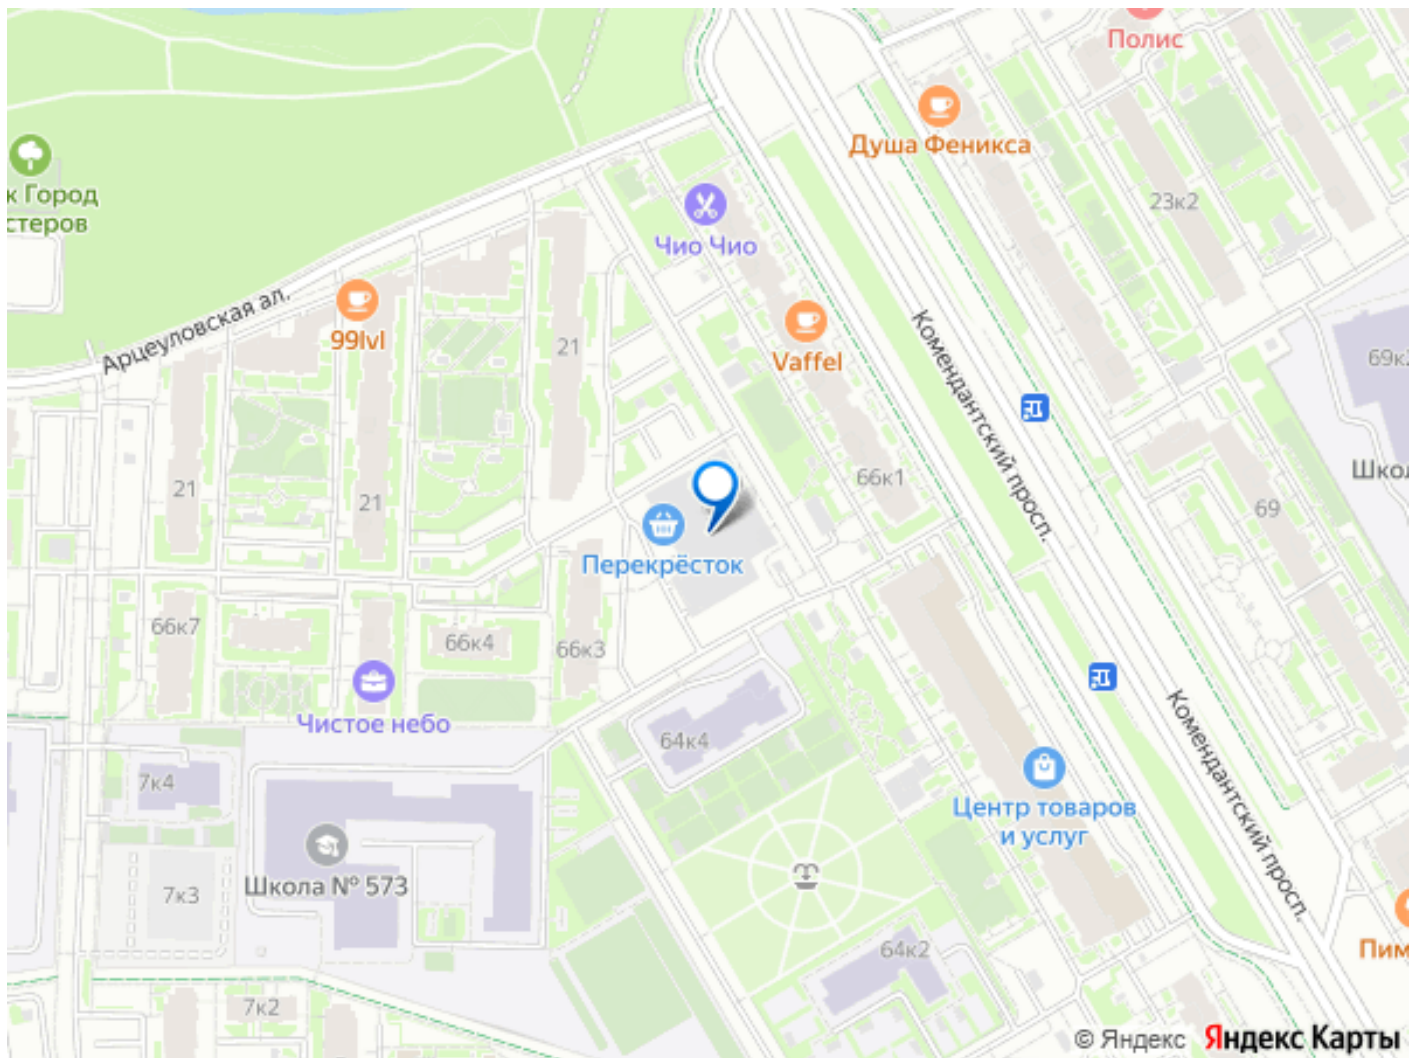 Полис
Душа Феникса
к Город
стеров
23к2
Чио Чио
Арцеуловская ал.
99lvl
21
Vaffel
Комендантский просп.
69к2
Шкод
66к1
21
21
69
Перекрёсток
66к7
66к4
66к3
Чистое небо
64к4
7к4
Центр товаров
и услуг
Комендантский просп.
Школа № 573
7к3
64к2
Пим
7к2
© Яндекс Яндекс Карты